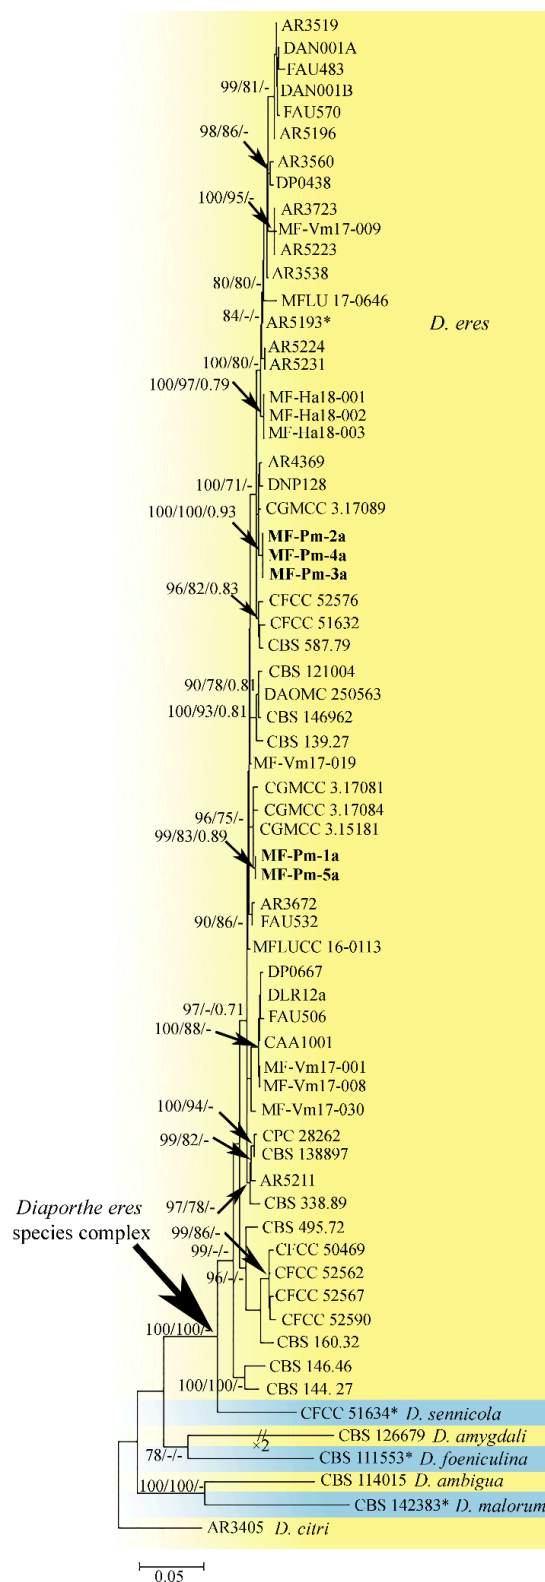 AR3519
DAN001A
FAU483
99/81/-
DAN001B
FAU570
AR5196
98/86/-
AR3560
DP0438
100/95/-
AR3723
MF-Vm17-009
AR5223
AR3538
80/80/-
MFLU 17-0646
84/-/-
AR5193*
D. eres
AR5224
100/80/-
AR5231
100/97/0.79
MF-Ha18-001
MF-Ha18-002
MF-Ha18-003
AR4369
100/71/-
DNP128
100/100/0.93
CGMCC 3.17089
MF-Pm-2a
MF-Pm-4a
MF-Pm-3a
96/82/0.83
CFCC 52576
CFCC 51632
CBS 587.79
CBS 121004
90/78/0.81
DAOMC 250563
100/93/0.81
CBS 146962
CBS 139.27
MF-Vm17-019
CGMCC 3.17081
CGMCC 3.17084
96/75/-
CGMCC 3.15181
99/83/0.89
MF-Pm-1a
MF-Pm-5a
AR3672
90/86/-
FAU532
MFLUCC 16-0113
DP0667
DLR12a
97/-/0.71
FAU506
100/88/-
CAA1001
MF-Vm17-001
MF-Vm17-008
100/94/-
MF-Vm17-030
99/82/-
CPC 28262
CBS 138897
AR5211
97/78/-
CBS 338.89
Diaporthe eres
species complex
99/86/-
CBS 495.72
99/-/-
CFCC 50469
96/-/-
CFCC 52562
CFCC 52567
CFCC 52590
100/100/-
CBS 160.32
CBS 146.46
100/100/-
CBS 144. 27
CFCC 51634* D. sennicola
CBS 126679 D. amygdali
×2
78/-/-
CBS 111553* D. foeniculina
100/100/-
CBS 114015 D. ambigua
CBS 142383* D. malorum
AR3405 D. citri
0.05